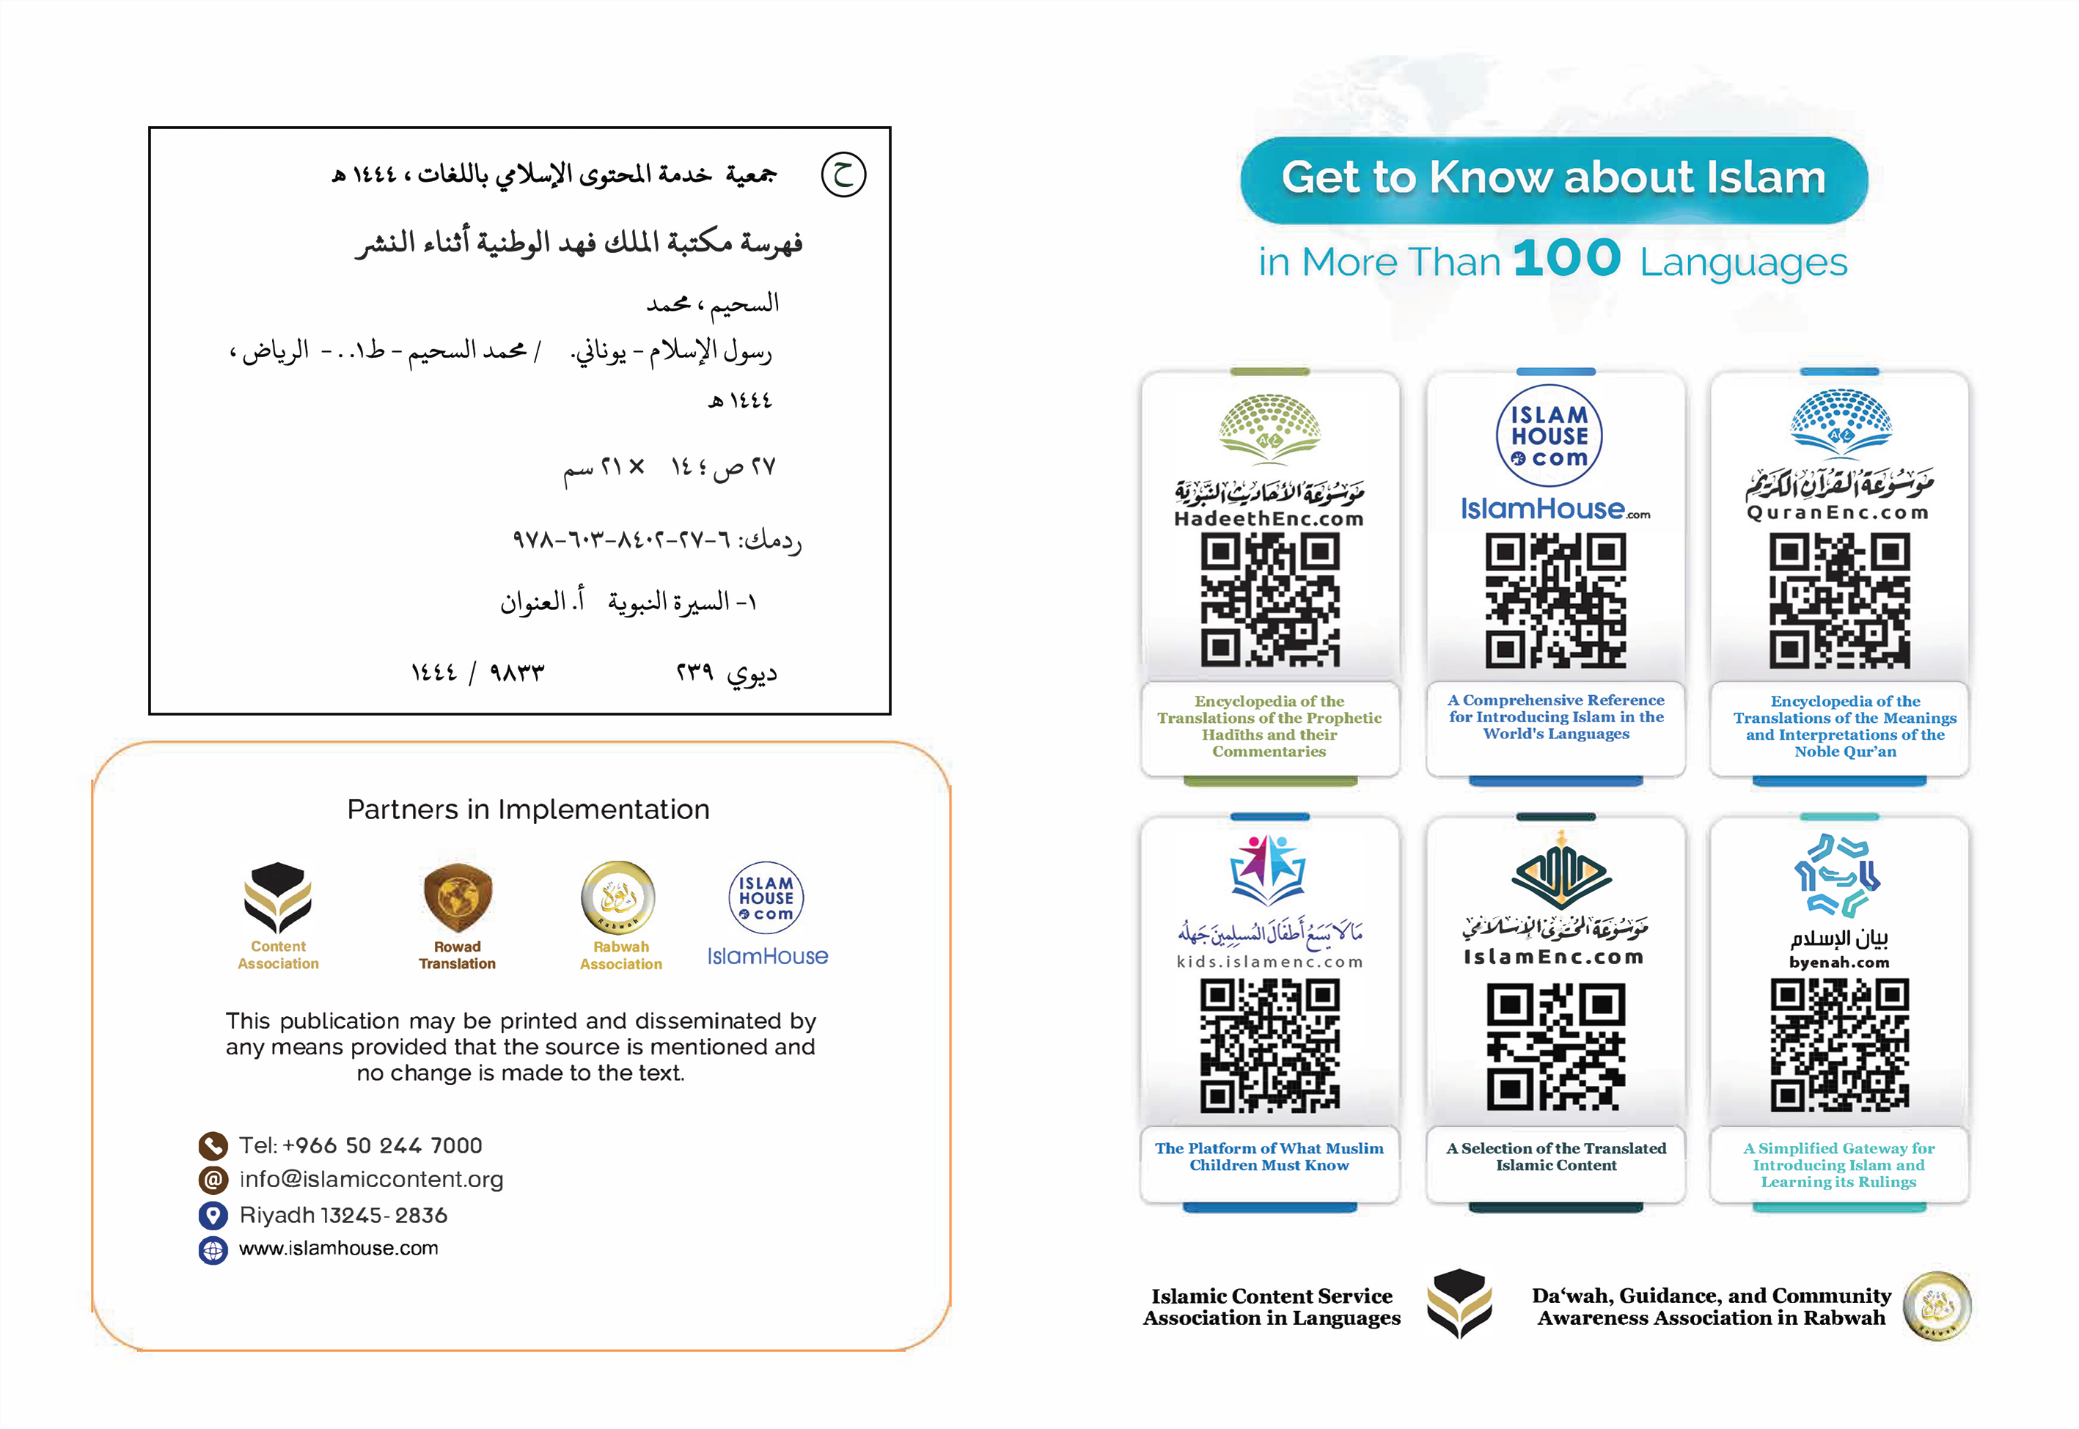 ح
جمعية خدمة المحتوى الإسلامي باللغات ، ١٤٤٤ هـ
فهرسة مكتبة الملك فهد الوطنية أثناء النشر
السحيم ، محمد
رسول الإسلام - يوناني. / محمد السحيم - ط١. .- الرياض ،
١٤٤٤ هـ
٢٧ ص ؛ ١٤ × ٢١ سم
ردمك: ٦-٢٧-٨٤٠٢-٦٠٣-٩٧٨
١- السيرة النبوية أ. العنوان
ديوي ٢٣٩ ٩٨٣٣ / ١٤٤٤
Partners in Implementation
Content
Association
Rowad
Translation
Rabwah
Rabwah
Association
ISLAM
HOUSE
com
IslamHouse
This publication may be printed and disseminated by
any means provided that the source is mentioned and
no change is made to the text.
Tel: +966 50 244 7000
info@islamiccontent.org
Riyadh 13245- 2836
www.islamhouse.com
Get to Know about Islam
in More Than 100 Languages
موسوعة الأحاديث النبوية
HadeethEnc.com
Encyclopedia of the
Translations of the Prophetic
Hadīths and their
Commentaries
ISLAM
HOUSE
com
IslamHouse.com
A Comprehensive Reference
for Introducing Islam in the
World's Languages
موسوعة القرآن الكريم
QuranEnc.com
Encyclopedia of the
Translations of the Meanings
and Interpretations of the
Noble Qur’an
ما لا يسع أطفال المسلمين جهله
kids.islamenc.com
The Platform of What Muslim
Children Must Know
موسوعة المحتوى الإسلامي
IslamEnc.com
A Selection of the Translated
Islamic Content
بيان الإسلام
byenah.com
A Simplified Gateway for
Introducing Islam and
Learning its Rulings
Islamic Content Service
Association in Languages
Da‘wah, Guidance, and Community
Awareness Association in Rabwah
Rabwah